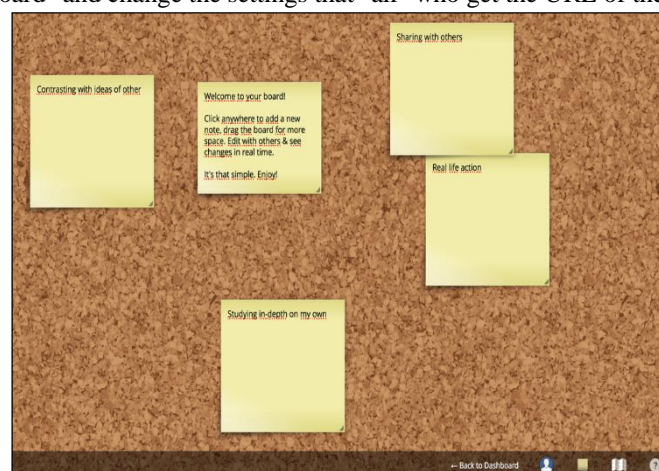 oard" and change the settings that "all" who get the URL of the
Sharing with others
Contrasting with ideas of other
Welcome to your board!
Click anywhere to add a new
note, drag the board for more
space. Edit with others & see
changes in real time.
It's that simple. Enjoy!
Real life action
Studying in-depth on my own
← Back to Dashboard